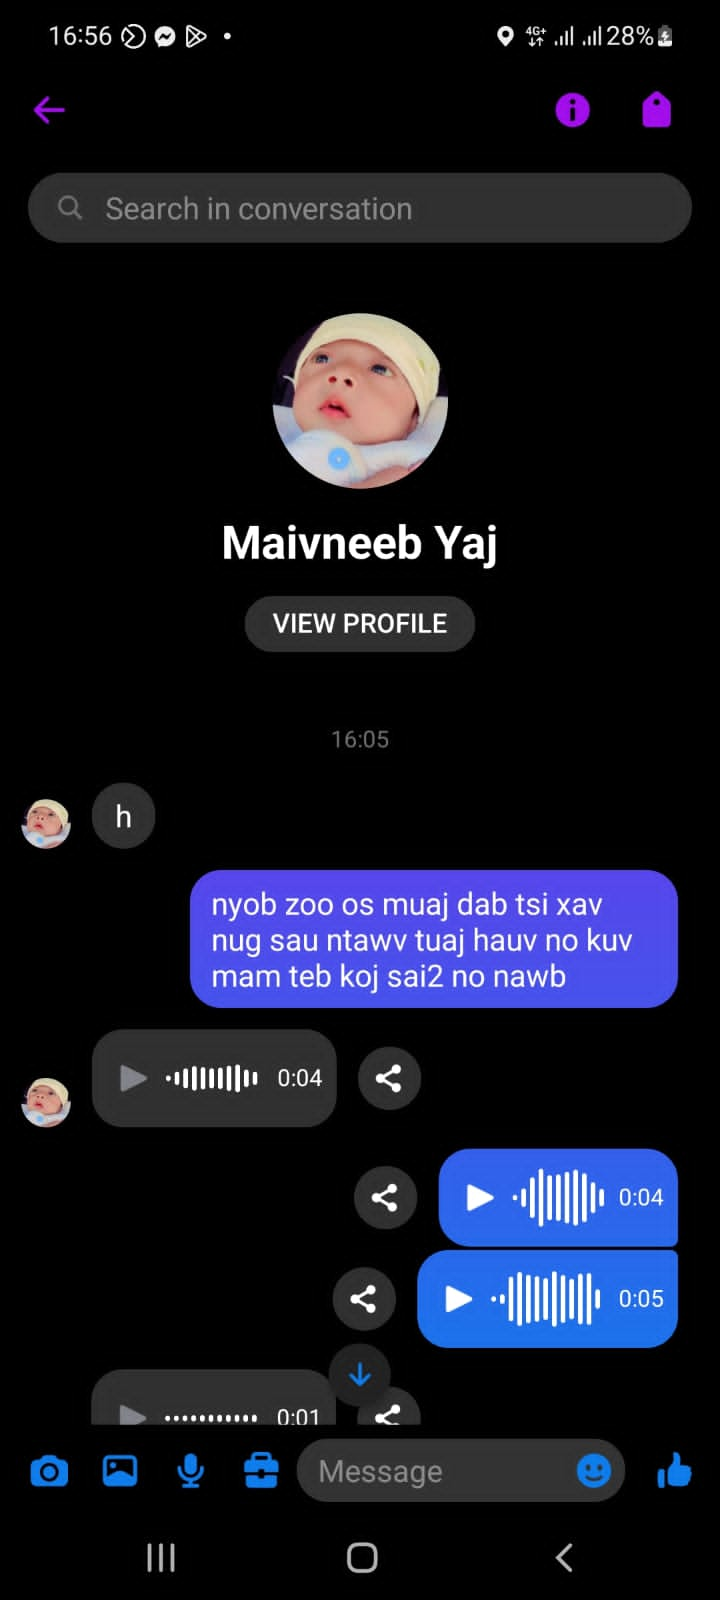 16:56
4G+
28%
Search in conversation
Maivneeb Yaj
VIEW PROFILE
16:05
h
nyob zoo os muaj dab tsi xav
nug sau ntawv tuaj hauv no kuv
mam teb koj sai2 no nawb
0:04
0:04
0:05
0:01
Message